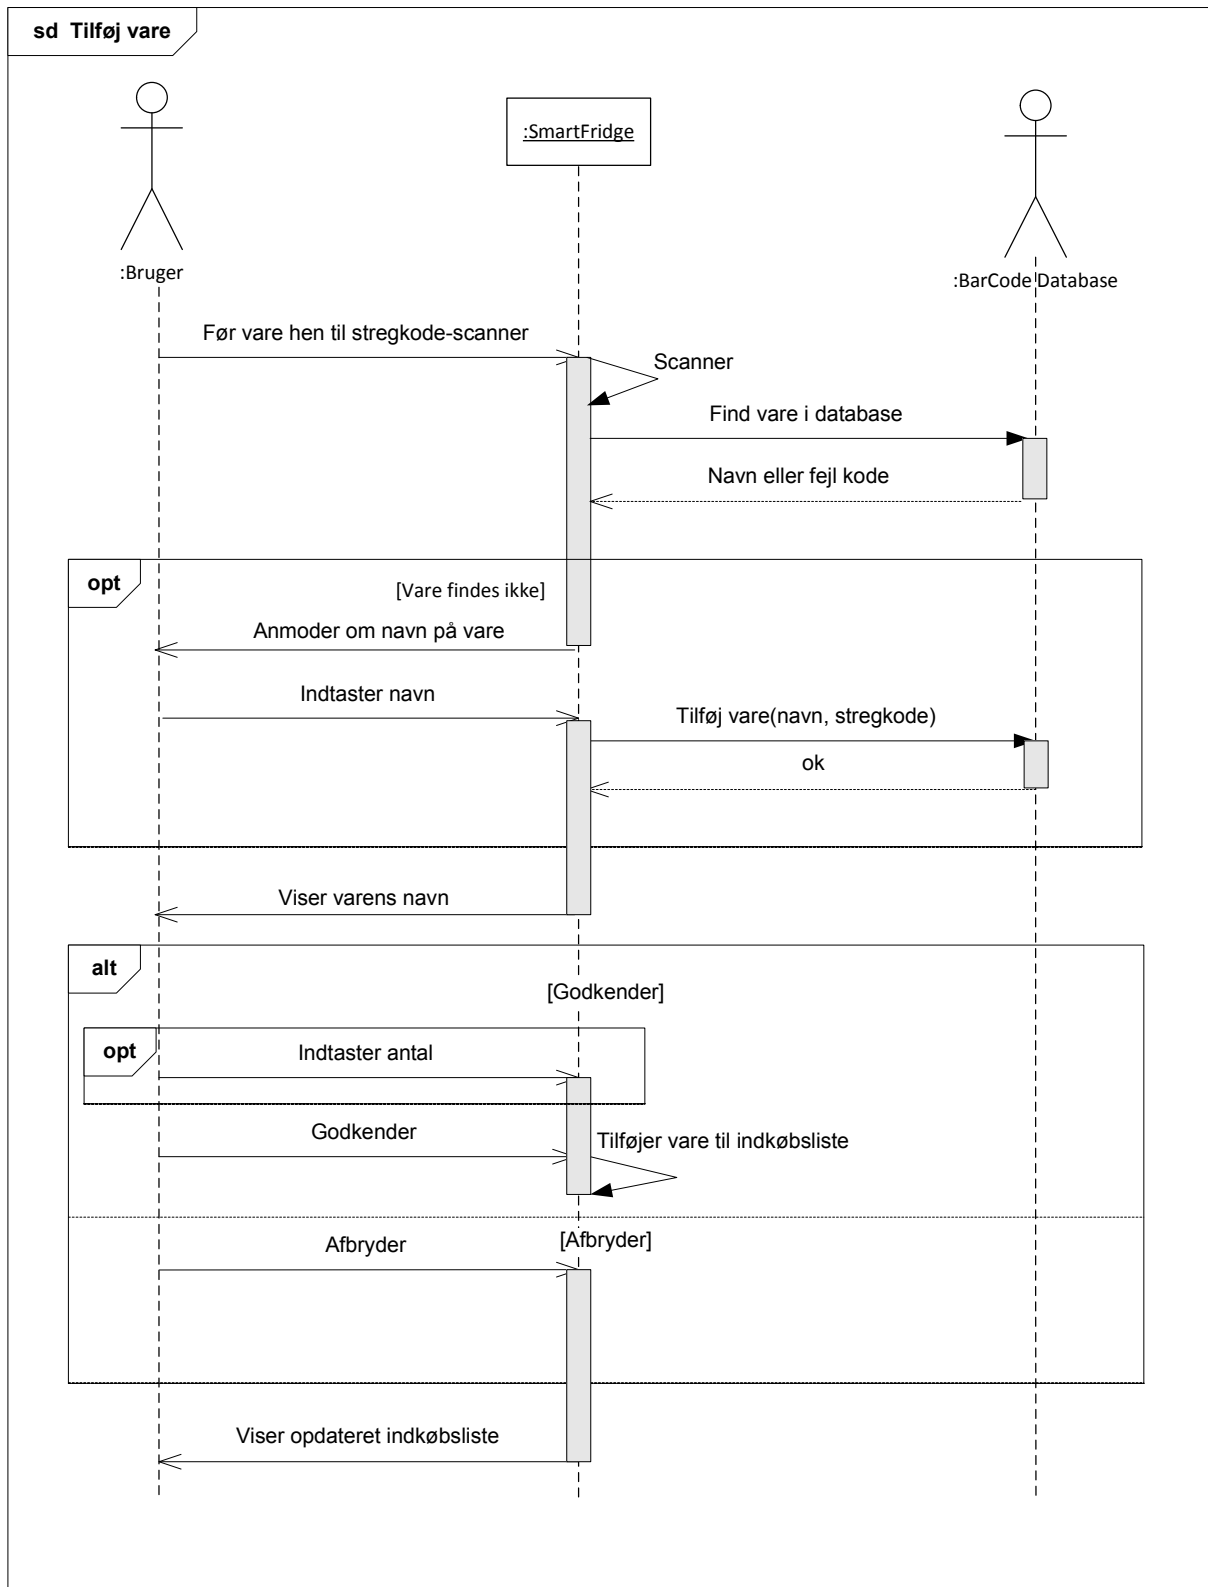 sd Tilføj vare
:SmartFridge
:Bruger
:BarCode Database
Før vare hen til stregkode-scanner
Scanner
Find vare i database
Navn eller fejl kode
opt
[Vare findes ikke]
Anmoder om navn på vare
Indtaster navn
Tilføj vare(navn, stregkode)
ok
Viser varens navn
alt
[Godkender]
opt
Indtaster antal
Godkender
Tilføjer vare til indkøbsliste
Afbryder
[Afbryder]
Viser opdateret indkøbsliste